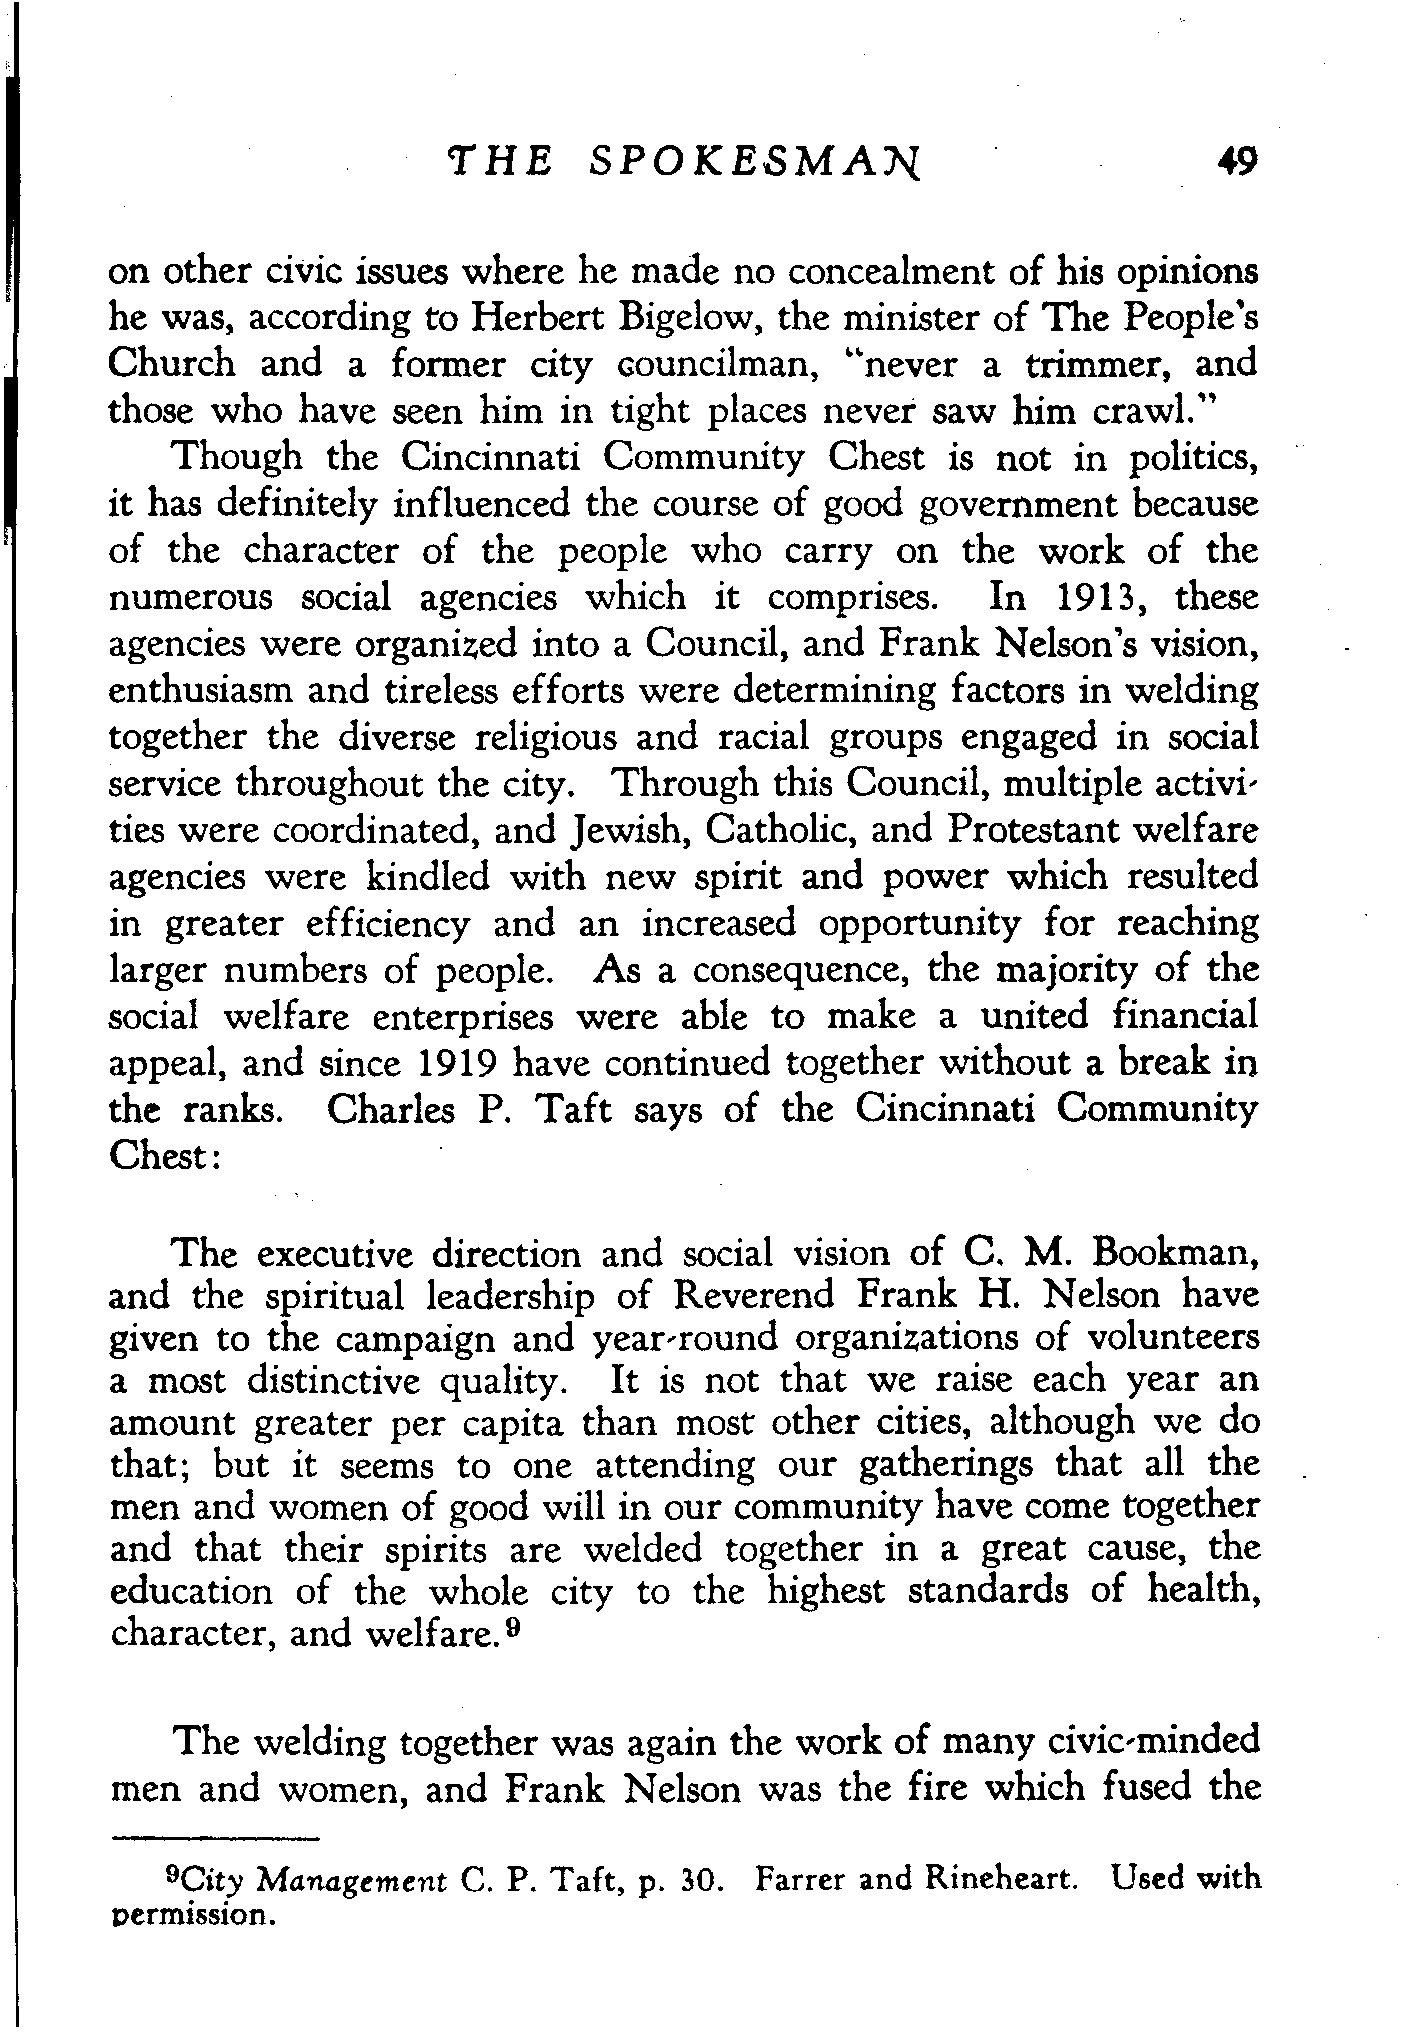 THE SPOKESMAN 49
on other civic issues where he made no concealment of his opinions
he was, according to Herbert Bigelow, the minister of The People's
Church and a former city councilman, "never a trimmer, and
those who have seen him in tight places never saw him crawl."
Though the Cincinnati Community Chest is not in politics,
it has definitely influenced the course of good government because
of the character of the people who carry on the work of the
numerous social agencies which it comprises. In 1913, these
agencies were organized into a Council, and Frank Nelson's vision,
enthusiasm and tireless efforts were determining factors in welding
together the diverse religious and racial groups engaged in social
service throughout the city. Through this Council, multiple activi-
ties were coordinated, and Jewish, Catholic, and Protestant welfare
agencies were kindled with new spirit and power which resulted
in greater efficiency and an increased opportunity for reaching
larger numbers of people. As a consequence, the majority of the
social welfare enterprises were able to make a united financial
appeal, and since 1919 have continued together without a break in
the ranks. Charles P. Taft says of the Cincinnati Community
Chest:
The executive direction and social vision of C. M. Bookman,
and the spiritual leadership of Reverend Frank H. Nelson have
given to the campaign and year-round organizations of volunteers
a most distinctive quality. It is not that we raise each year an
amount greater per capita than most other cities, although we do
that; but it seems to one attending our gatherings that all the
men and women of good will in our community have come together
and that their spirits are welded together in a great cause, the
education of the whole city to the highest standards of health,
character, and welfare.⁹
The welding together was again the work of many civic-minded
men and women, and Frank Nelson was the fire which fused the
⁹City Management C. P. Taft, p. 30. Farrer and Rineheart. Used with
permission.